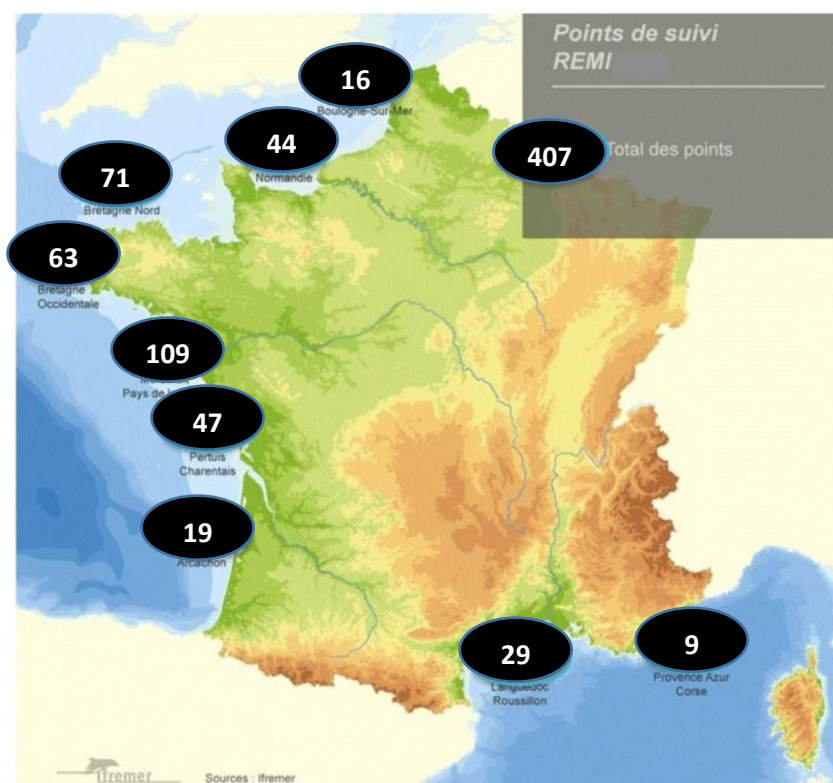 Points de suivi
REMI
16
Boulogne-Sur-Mer
44
Normandie
407
Total des points
71
Bretagne Nord
63
Bretagne
Occidentale
109
Pays de
47
Pertuis
Charentais
19
Arcachon
29
Languedoc
Roussillon
9
Provence Azur
Corse
Ifremer
Sources : Ifremer